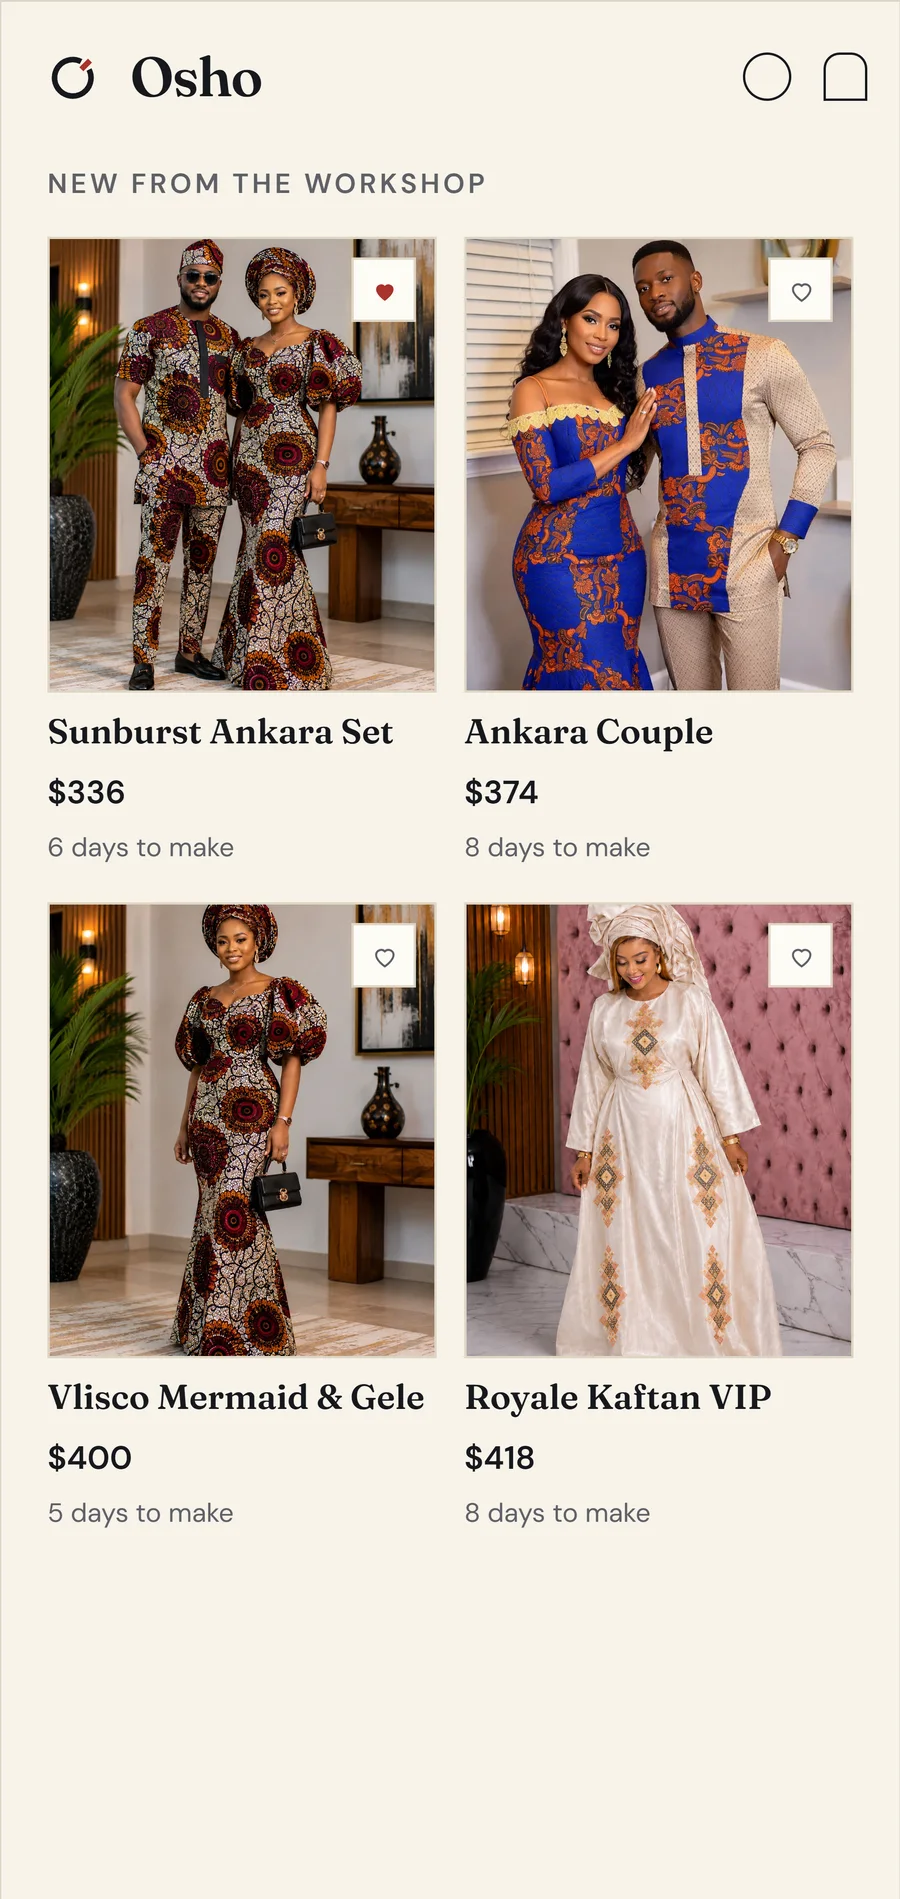 Osho
NEW FROM THE WORKSHOP
Sunburst Ankara Set
$336
6 days to make
Ankara Couple
$374
8 days to make
Vlisco Mermaid & Gele
$400
5 days to make
Royale Kaftan VIP
$418
8 days to make